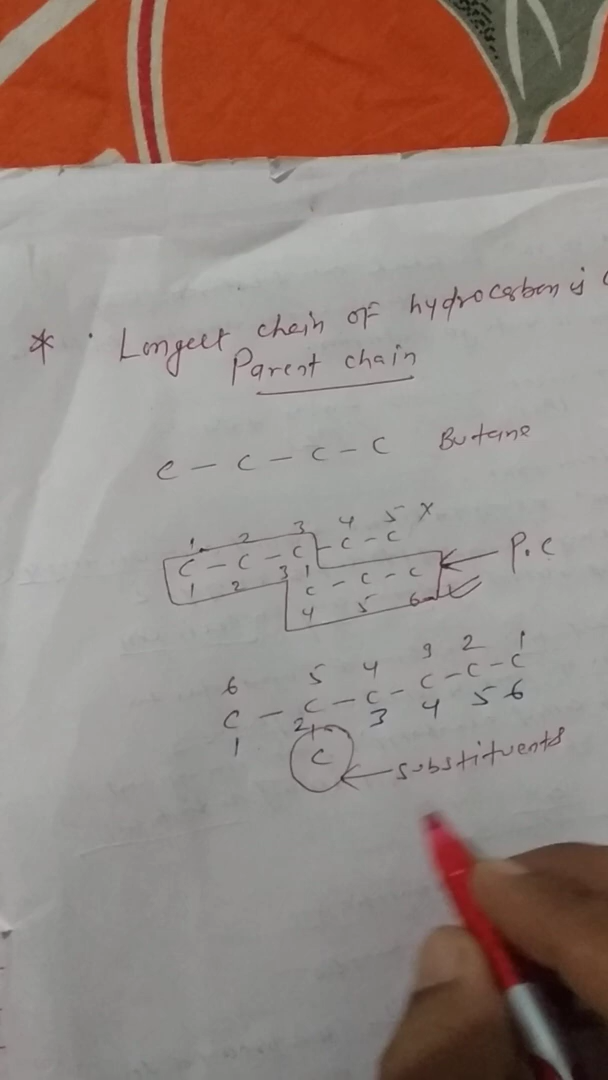 * . Longest chain of hydrocarbon is
Parent chain
C - C - C - C Butane
1 2 3 4 5 X
C - C - C - C - C
1 2 3 C - C - C P.C
4 5 6
6 5 4 3 2 1
C - C - C - C - C - C
1 2 3 4 5 6
C substituents